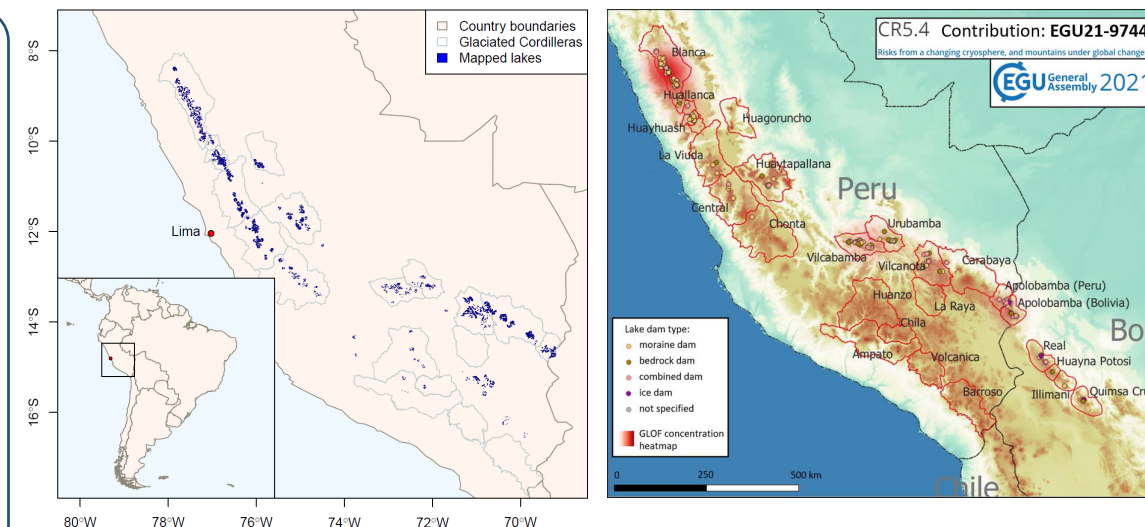 Country boundaries
Glaciated Cordilleras
Mapped lakes
8°S
10°S
12°S
14°S
16°S
Lima
80°W
78°W
76°W
74°W
72°W
70°W
CR5.4 Contribution: EGU21-9744
Risks from a changing cryosphere, and mountains under global change
EGU General Assembly 2021
Blanca
Huallanca
Huayhuash
Huagoruncho
La Viuda
Huaytapallana
Peru
Central
Chonta
Urubamba
Vilcabamba
Vilcanota
Carabaya
Apolobamba (Peru)
Huanzo
La Raya
Apolobamba (Bolivia)
Chila
Bo
Ampato
Volcanica
Real
Huayna Potosi
Barroso
Illimani
Quimsa Cru
Lake dam type:
moraine dam
bedrock dam
combined dam
ice dam
not specified
GLOF concentration
heatmap
0 250 500 km
Chile